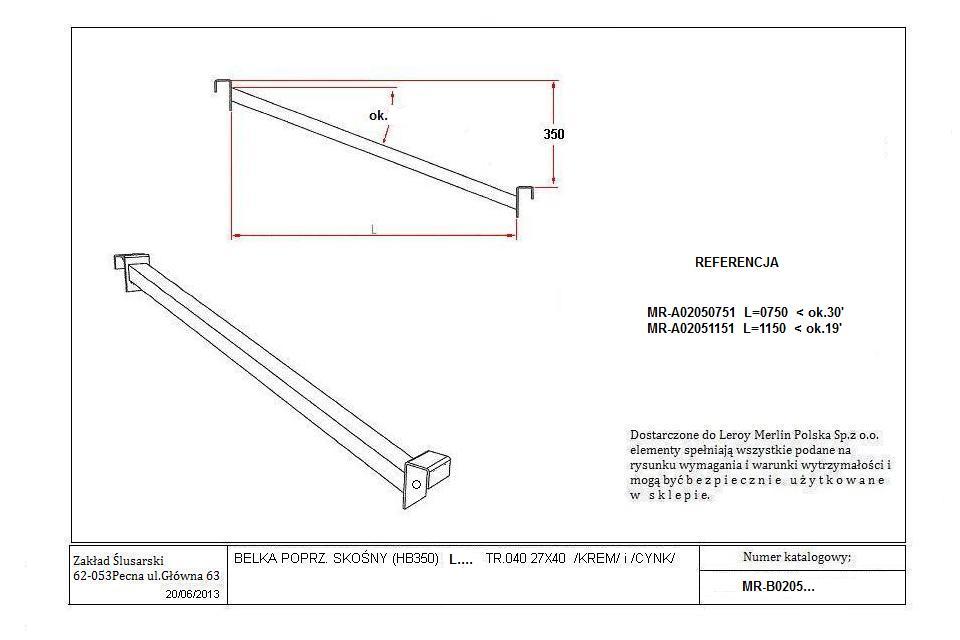 ok.
350
L
REFERENCJA
MR-A02050751 L=0750 < ok.30'
MR-A02051151 L=1150 < ok.19'
Dostarczone do Leroy Merlin Polska Sp.z o.o.
elementy spełniają wszystkie podane na
rysunku wymagania i warunki wytrzymałości i
mogą być bezpiecznie użytkowane
w sklepie.
Zakład Ślusarski
62-053Pecna ul.Główna 63
20/06/2013
BELKA POPRZ. SKOŚNY (HB350) L.... TR.040 27X40 /KREM/ i /CYNK/
Numer katalogowy;
MR-B0205...